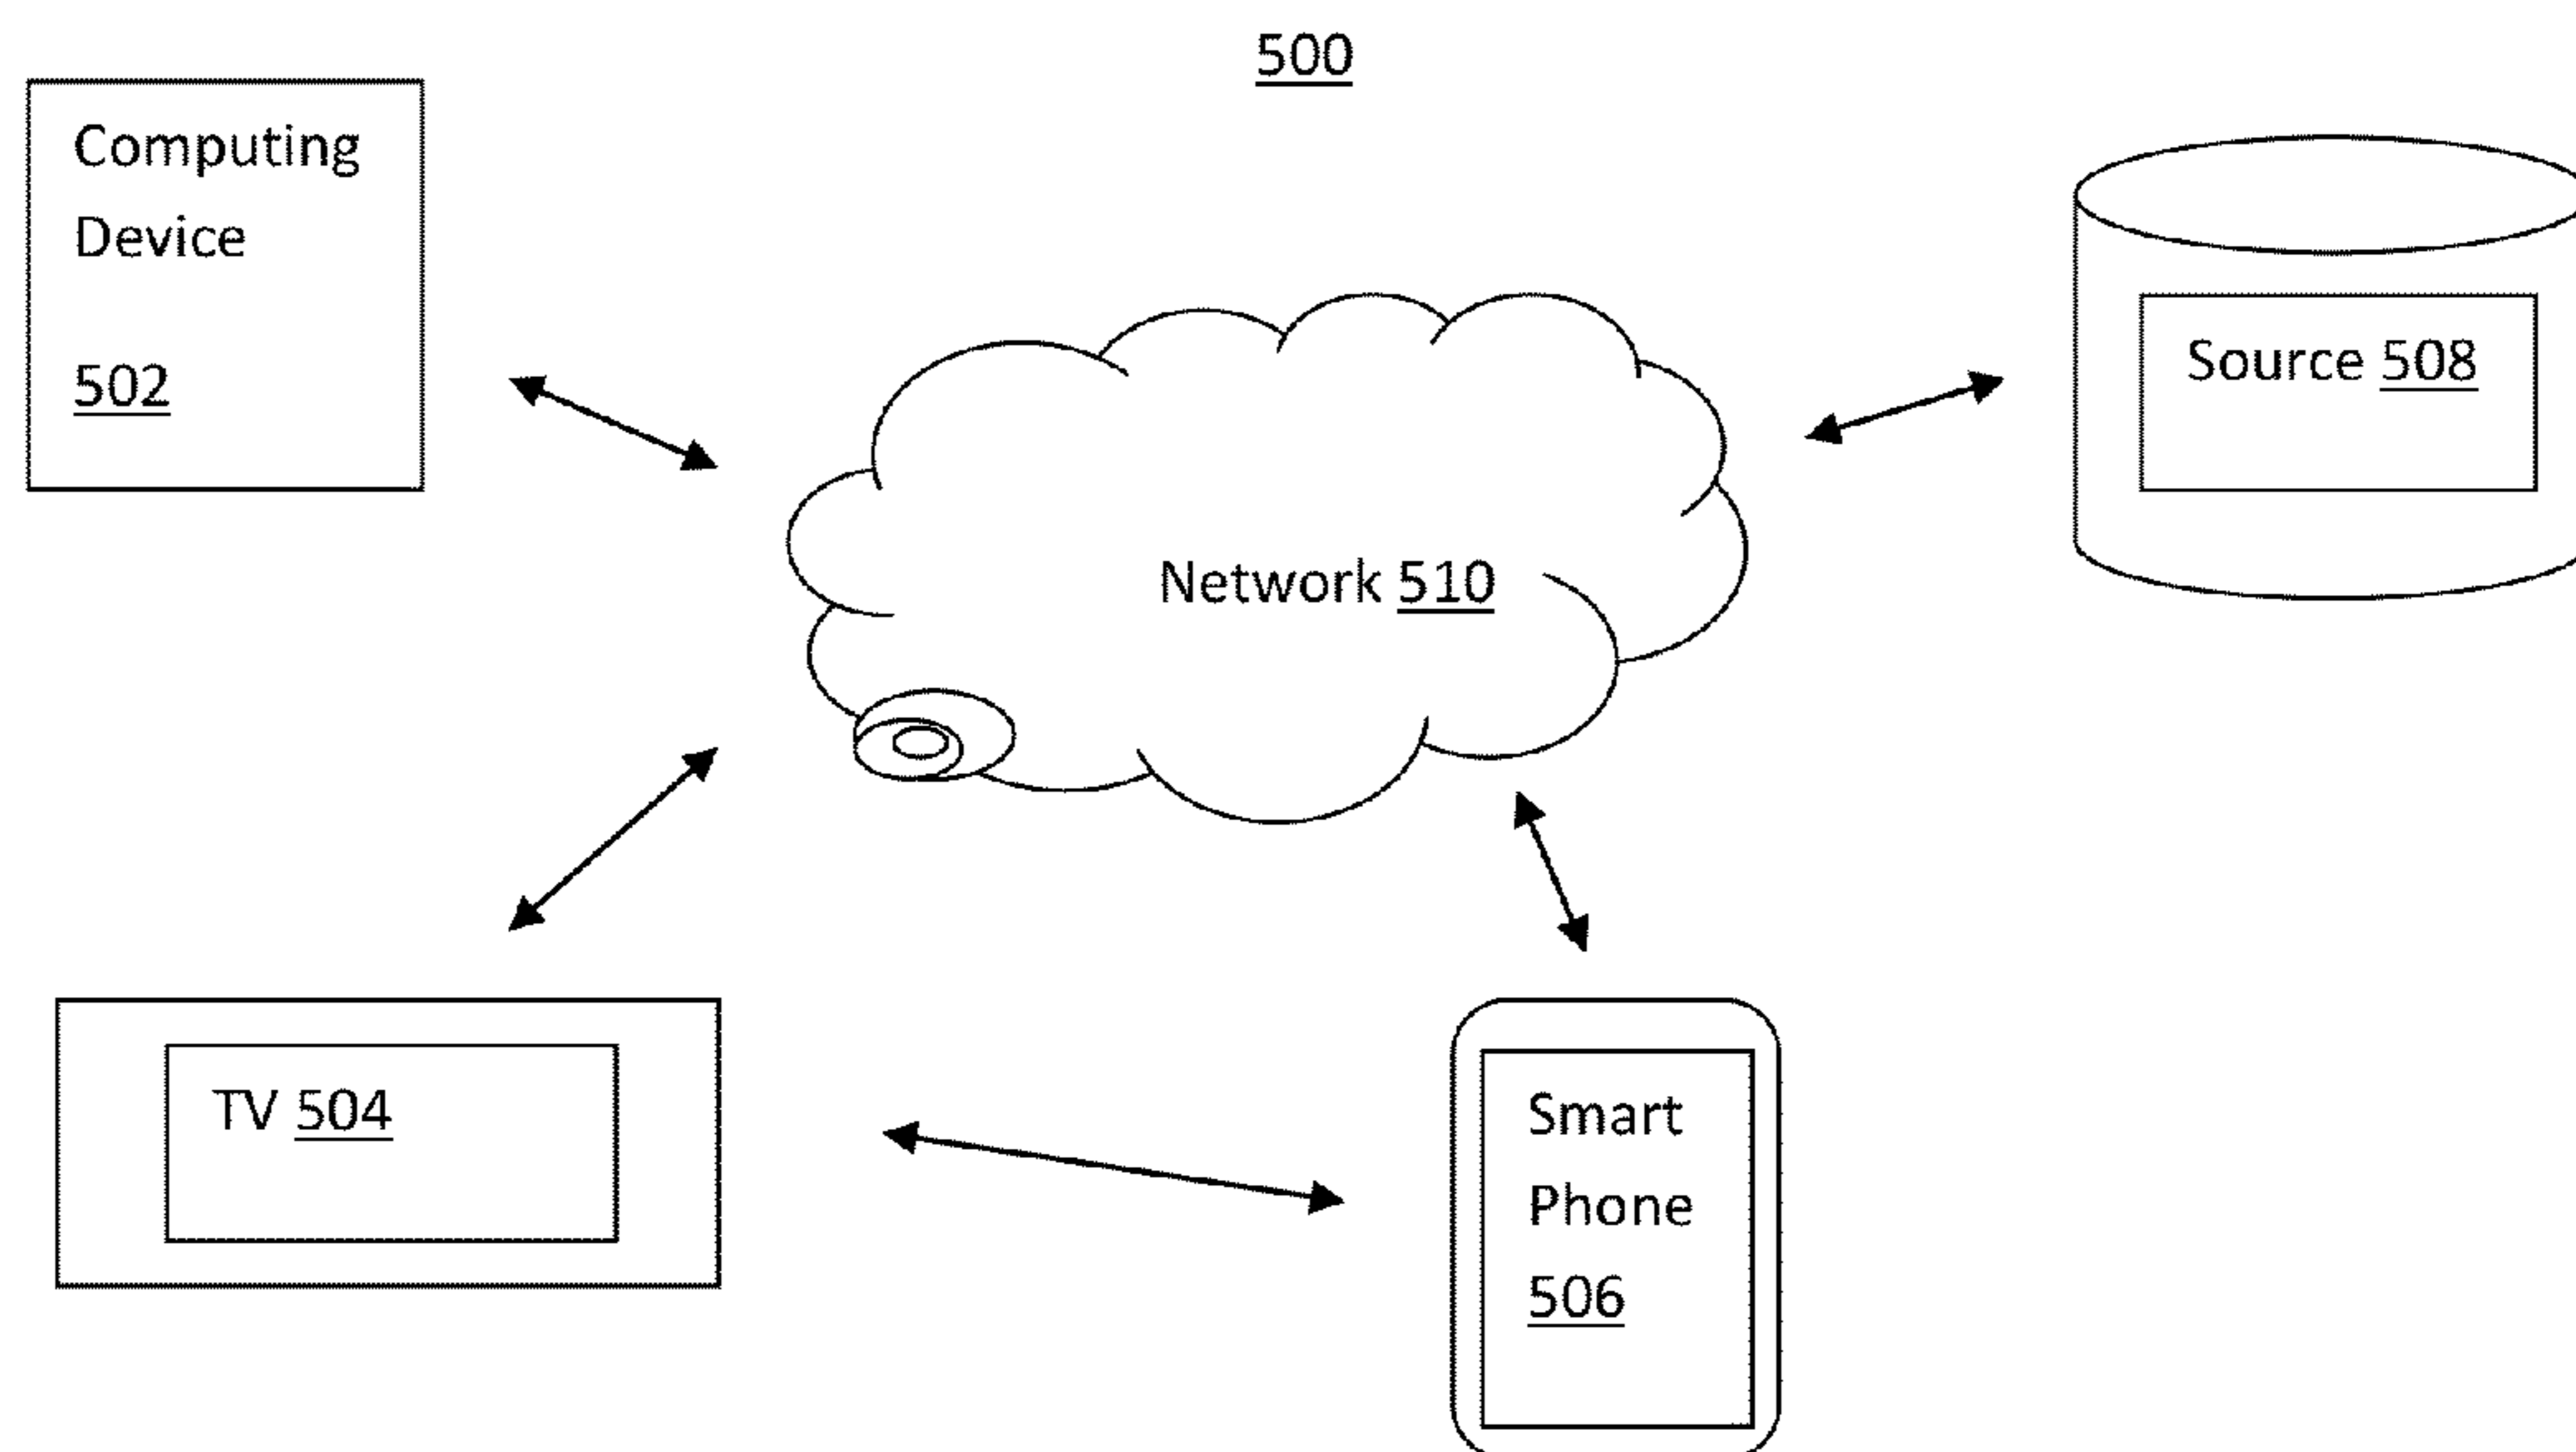 500
Computing
Device
502
Source 508
Network 510
TV 504
Smart
Phone
506